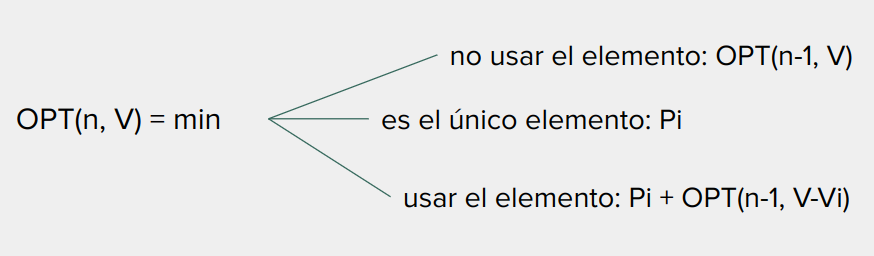 no usar el elemento: OPT(n-1, V)
OPT(n, V) = min
es el único elemento: Pi
usar el elemento: Pi + OPT(n-1, V-Vi)